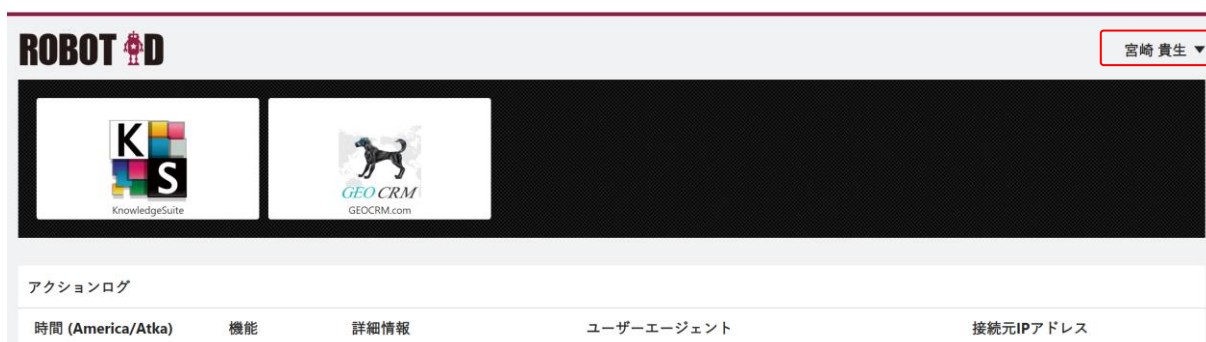 ROBOT ID
宮崎 貴生 ▼
K
S
KnowledgeSuite
GEO CRM
GEOCRM.com
アクションログ
時間 (America/Atka) 機能 詳細情報 ユーザーエージェント 接続元IPアドレス